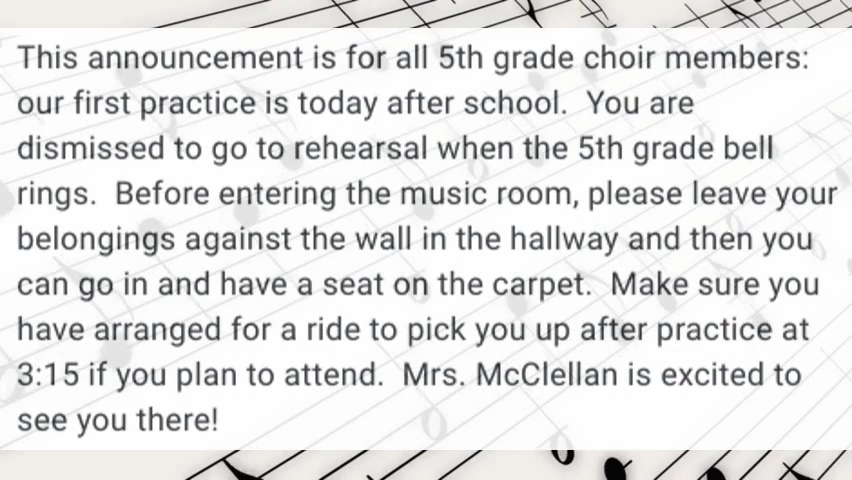 This announcement is for all 5th grade choir members:
our first practice is today after school.  You are
dismissed to go to rehearsal when the 5th grade bell
rings.  Before entering the music room, please leave your
belongings against the wall in the hallway and then you
can go in and have a seat on the carpet.  Make sure you
have arranged for a ride to pick you up after practice at
3:15 if you plan to attend.  Mrs. McClellan is excited to
see you there!